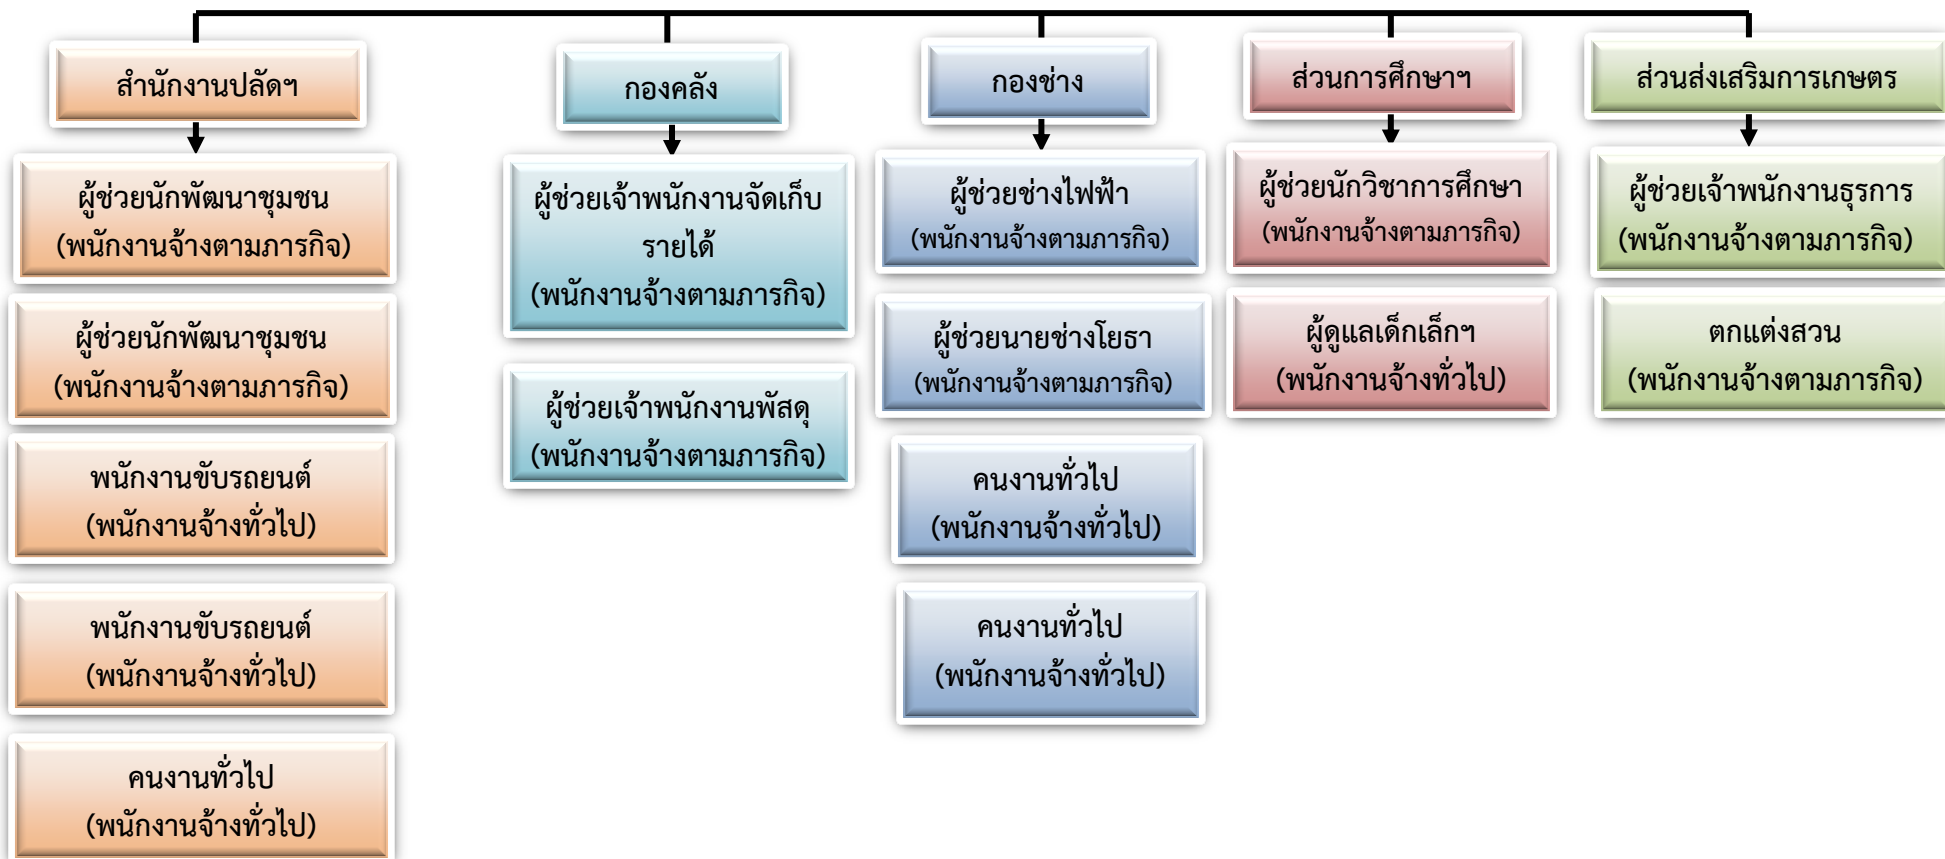 สำนักงานปลัดฯ
ผู้ช่วยนักพัฒนาชุมชน
(พนักงานจ้างตามภารกิจ)
ผู้ช่วยนักพัฒนาชุมชน
(พนักงานจ้างตามภารกิจ)
พนักงานขับรถยนต์
(พนักงานจ้างทั่วไป)
พนักงานขับรถยนต์
(พนักงานจ้างทั่วไป)
คนงานทั่วไป
(พนักงานจ้างทั่วไป)
กองคลัง
ผู้ช่วยเจ้าพนักงานจัดเก็บ
รายได้
(พนักงานจ้างตามภารกิจ)
ผู้ช่วยเจ้าพนักงานพัสดุ
(พนักงานจ้างตามภารกิจ)
กองช่าง
ผู้ช่วยช่างไฟฟ้า
(พนักงานจ้างตามภารกิจ)
ผู้ช่วยนายช่างโยธา
(พนักงานจ้างตามภารกิจ)
คนงานทั่วไป
(พนักงานจ้างทั่วไป)
คนงานทั่วไป
(พนักงานจ้างทั่วไป)
ส่วนการศึกษาฯ
ผู้ช่วยนักวิชาการศึกษา
(พนักงานจ้างตามภารกิจ)
ผู้ดูแลเด็กเล็กฯ
(พนักงานจ้างทั่วไป)
ส่วนส่งเสริมการเกษตร
ผู้ช่วยเจ้าพนักงานธุรการ
(พนักงานจ้างตามภารกิจ)
ตกแต่งสวน
(พนักงานจ้างตามภารกิจ)